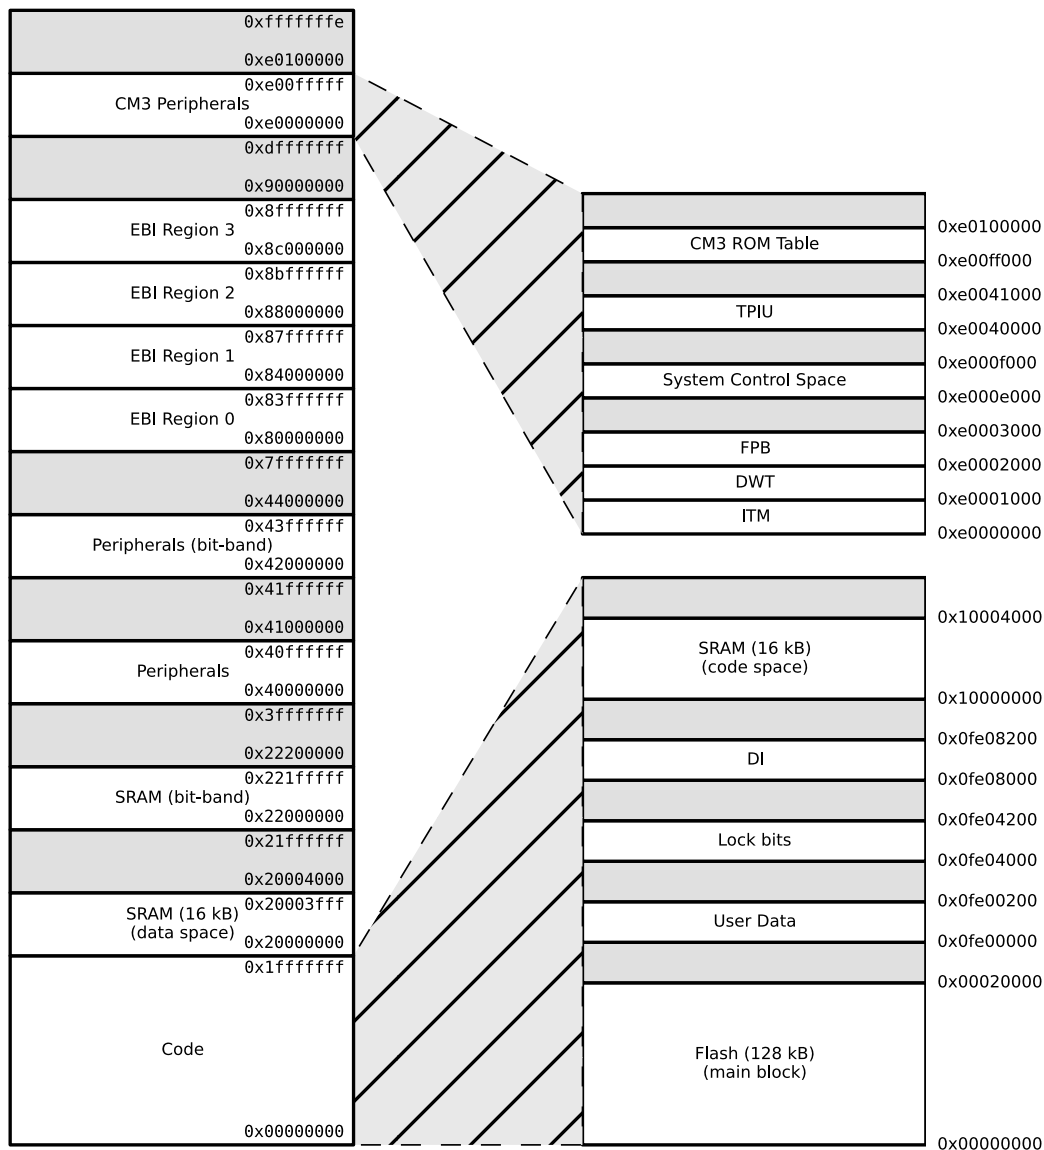 0xfffffffe
0xe0100000
0xe00fffff
CM3 Peripherals
0xe0000000
0xdfffffff
0x90000000
0x8fffffff
EBI Region 3
0x8c000000
0x8bffffff
EBI Region 2
0x88000000
0x87ffffff
EBI Region 1
0x84000000
0x83ffffff
EBI Region 0
0x80000000
0x7fffffff
0x44000000
0x43ffffff
Peripherals (bit-band)
0x42000000
0x41ffffff
0x41000000
0x40ffffff
Peripherals
0x40000000
0x3fffffff
0x22200000
0x221fffff
SRAM (bit-band)
0x22000000
0x21ffffff
0x20004000
0x20003fff
SRAM (16 kB)
(data space)
0x20000000
0x1fffffff
Code
0x00000000
0xe0100000
CM3 ROM Table
0xe00ff000
0xe0041000
TPIU
0xe0040000
0xe000f000
System Control Space
0xe000e000
0xe0003000
FPB
0xe0002000
DWT
0xe0001000
ITM
0xe0000000
0x10004000
SRAM (16 kB)
(code space)
0x10000000
0x0fe08200
DI
0x0fe08000
0x0fe04200
Lock bits
0x0fe04000
0x0fe00200
User Data
0x0fe00000
0x00020000
Flash (128 kB)
(main block)
0x00000000